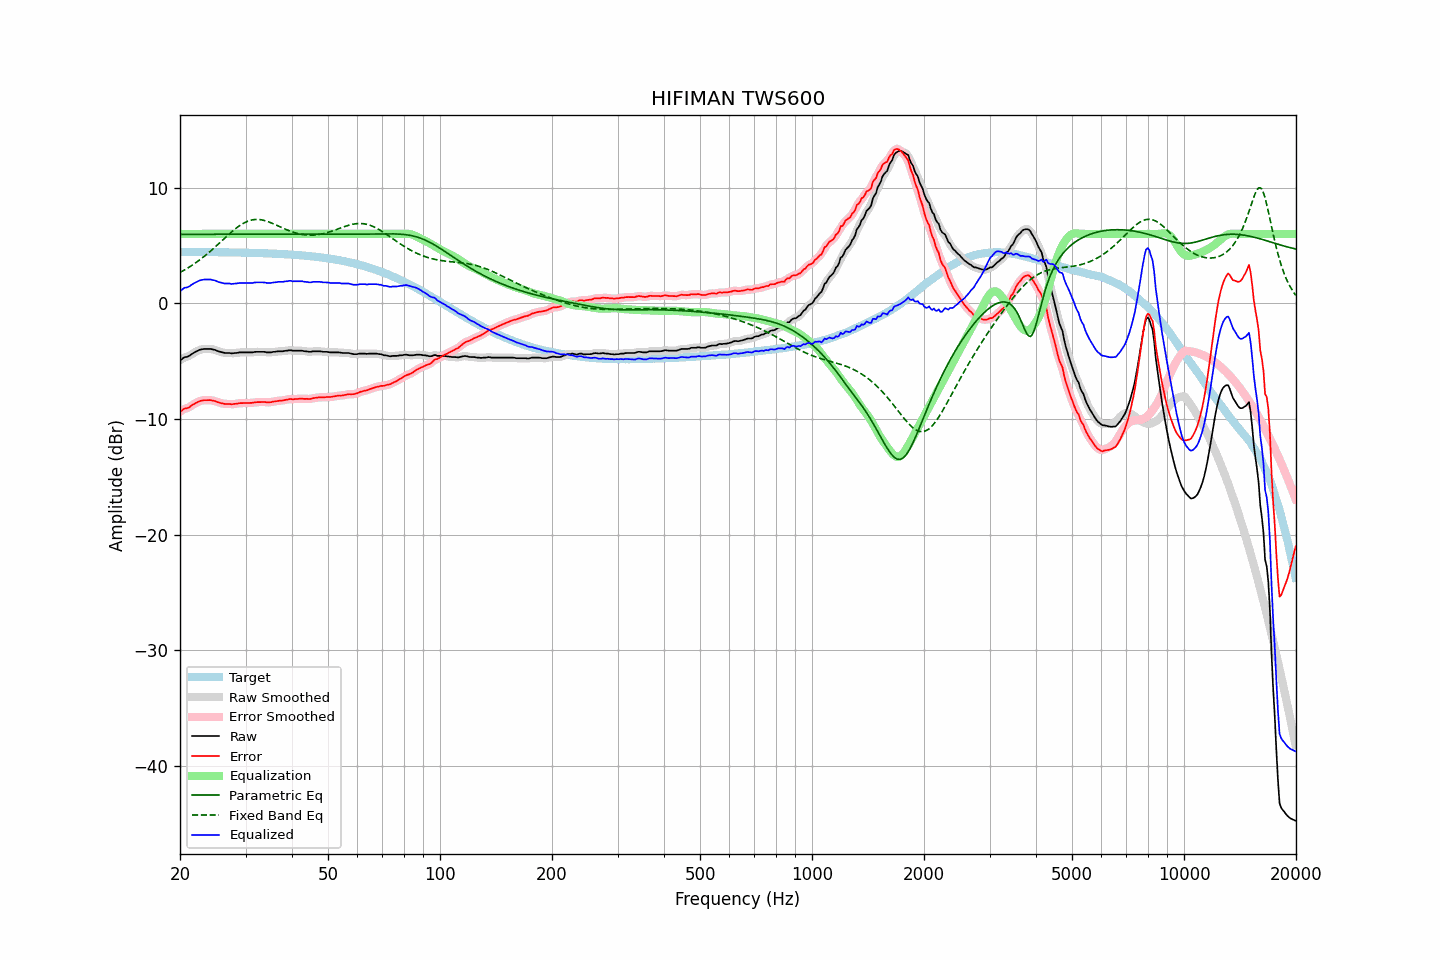 HIFIMAN TWS600
Amplitude (dBr)
10
0
−10
−20
−30
−40
Target
Raw Smoothed
Error Smoothed
Raw
Error
Equalization
Parametric Eq
Fixed Band Eq
Equalized
20 50 100 200 500 1000 2000 5000 10000 20000
Frequency (Hz)